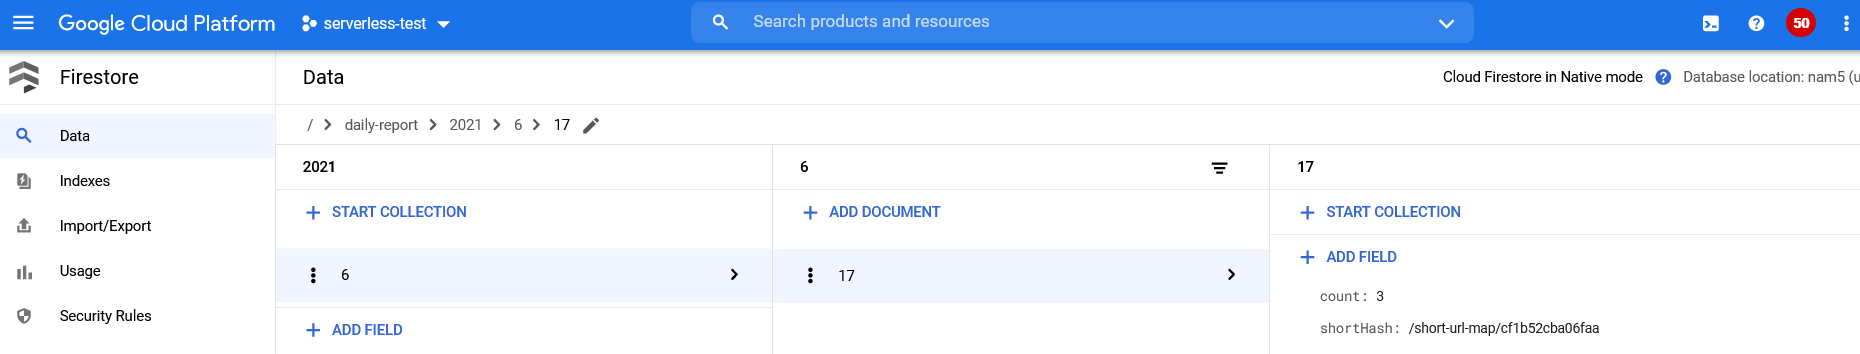 Google Cloud Platform serverless-test Search products and resources 50
Firestore Data Cloud Firestore in Native mode Database location: nam5 (u
/ daily-report 2021 6 17
Data
Indexes
Import/Export
Usage
Security Rules
2021
START COLLECTION
6
ADD FIELD
6
ADD DOCUMENT
17
17
START COLLECTION
ADD FIELD
count: 3
shortHash: /short-url-map/cf1b52cba06faa